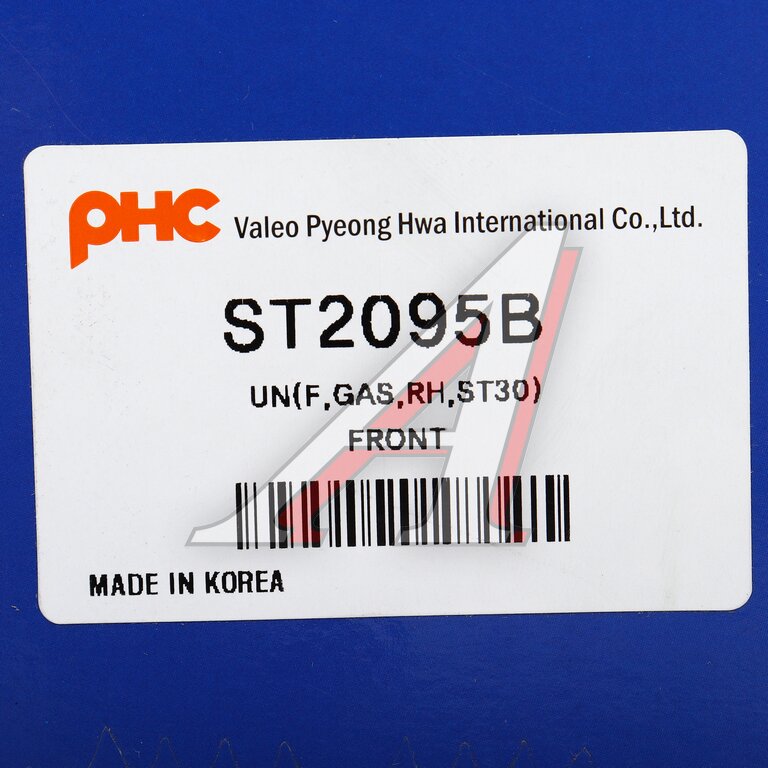 PHC Valeo Pyeong Hwa International Co.,Ltd.
ST2095B
UN(F,GAS,RH,ST30)
FRONT
MADE IN KOREA